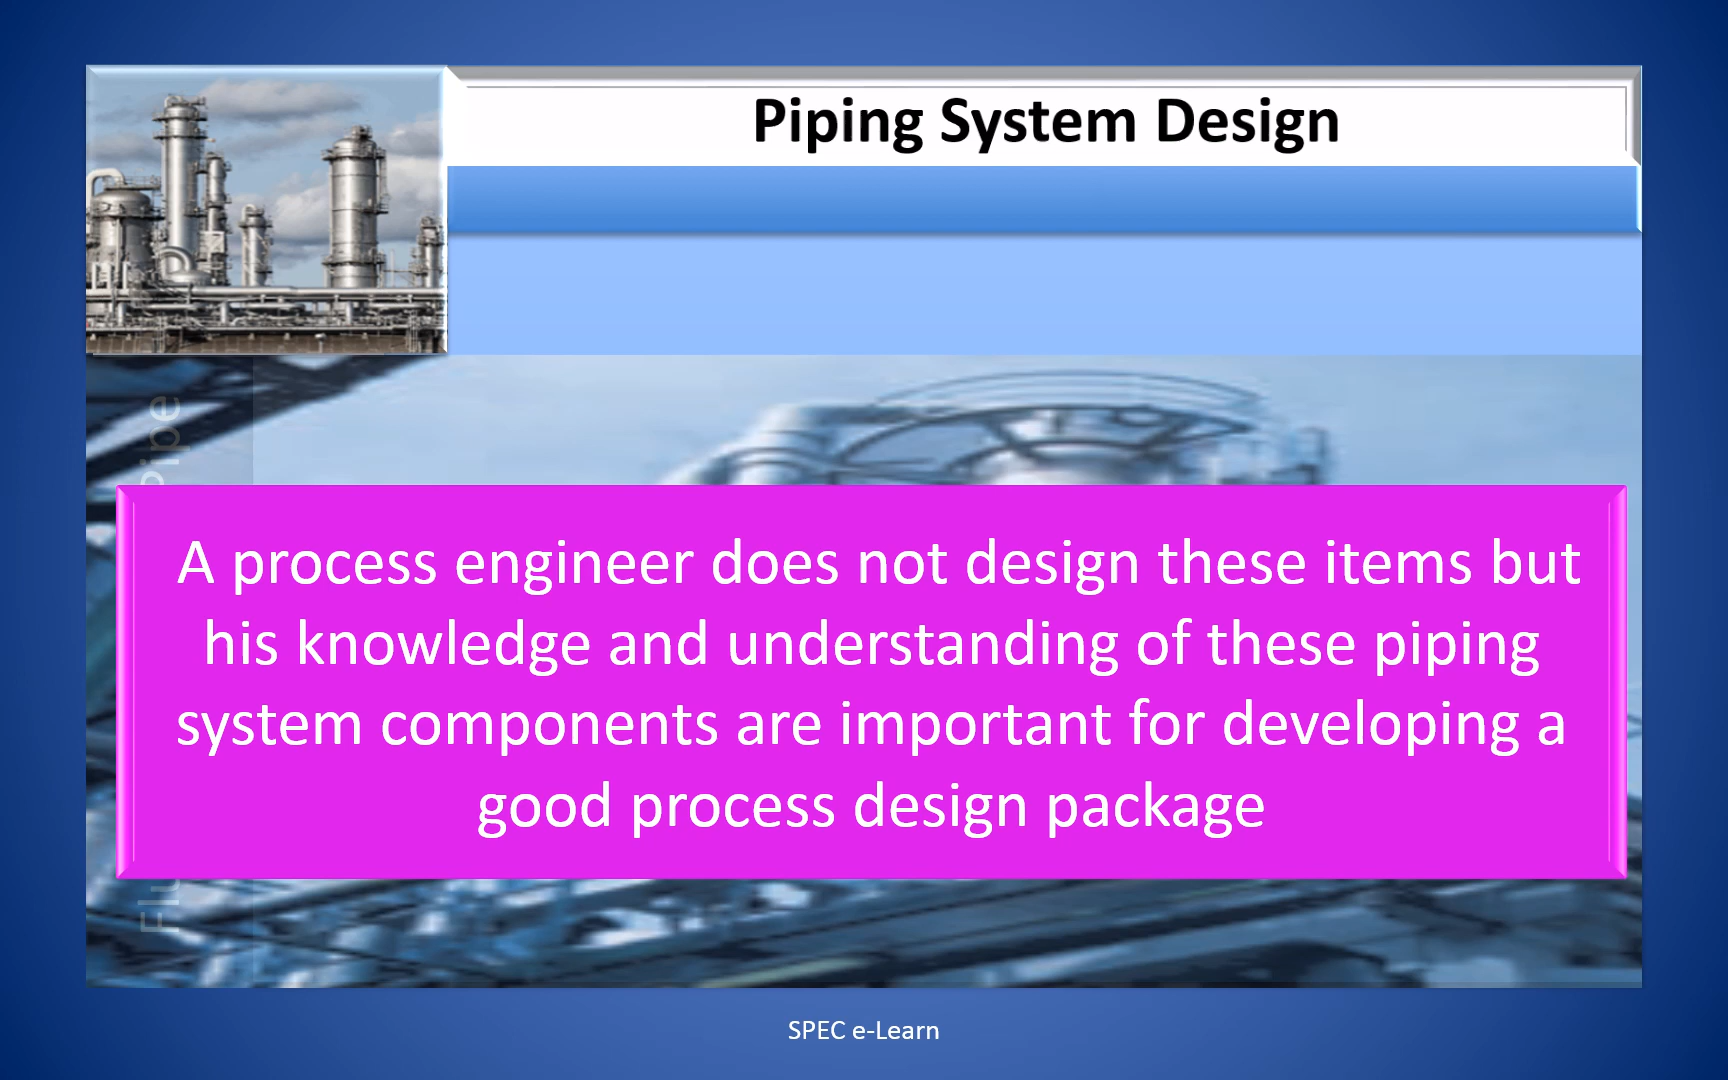 Piping System Design
Pipe
A process engineer does not design these items but
his knowledge and understanding of these piping
system components are important for developing a
good process design package
SPEC e-Learn